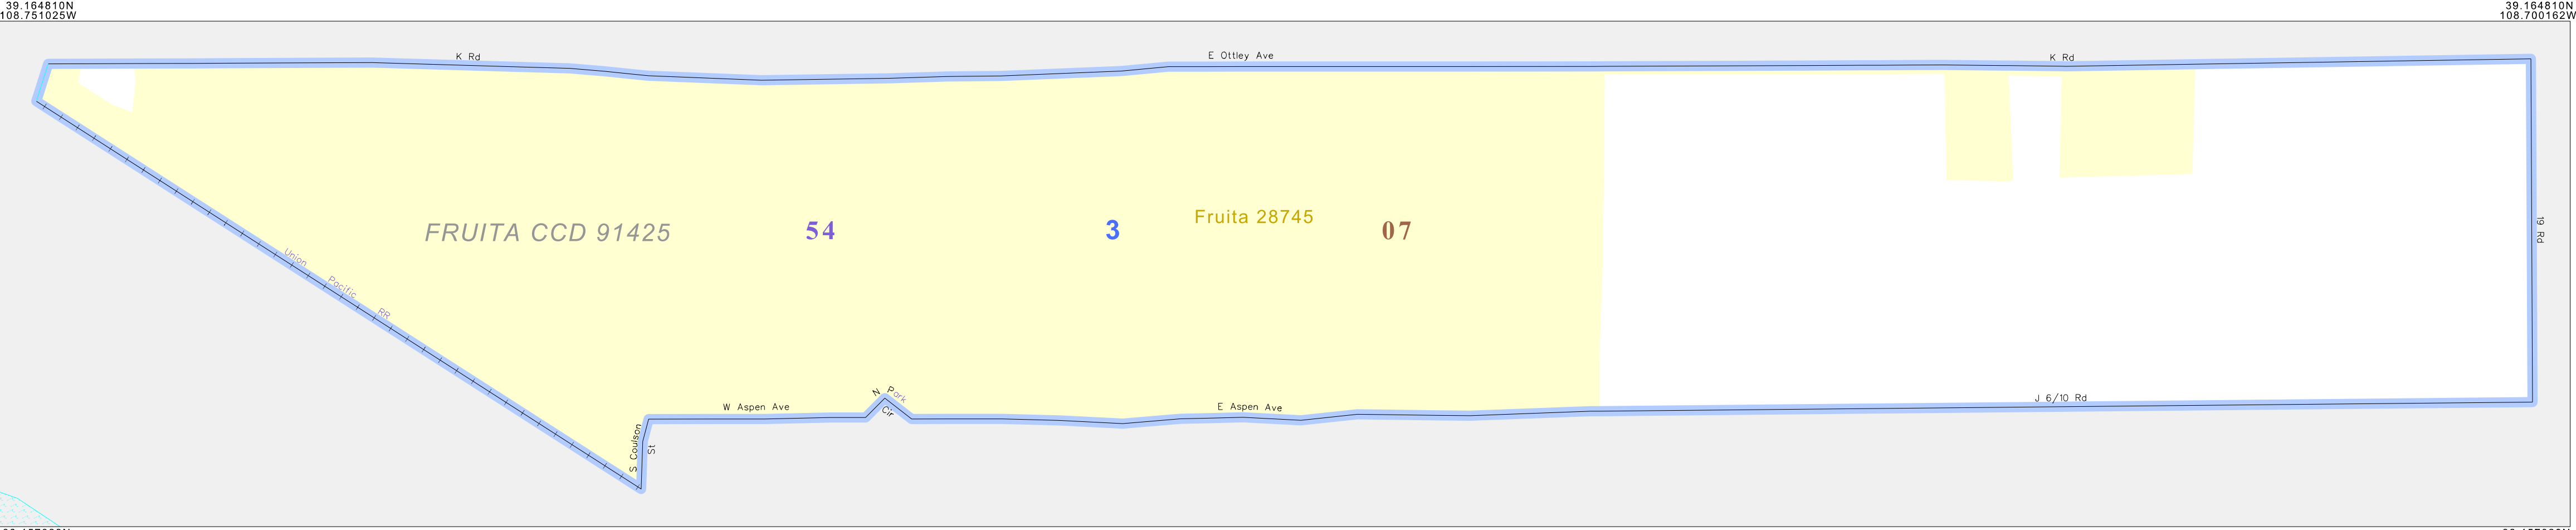 39.164810N
108.751025W
39.164810N
108.700162W
K Rd
E Ottley Ave
K Rd
FRUITA CCD 91425
54
3
Fruita 28745
07
19 Rd
Union Pacific RR
W Aspen Ave
N Park Cir
E Aspen Ave
J 6/10 Rd
S Coulson St